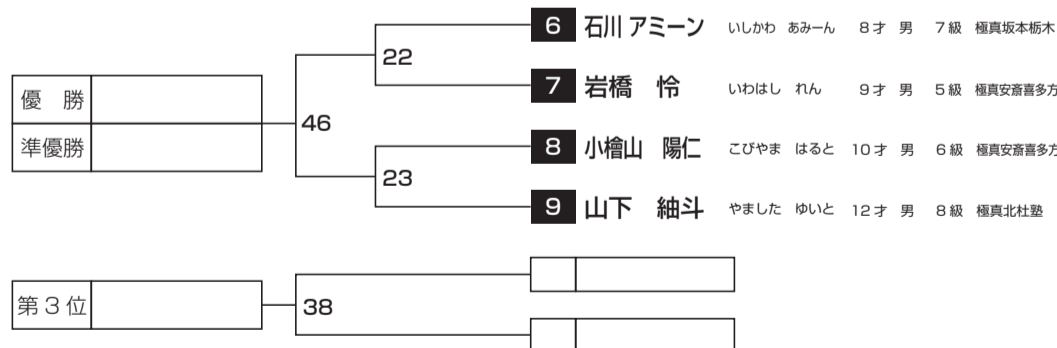 6 石川 アミーン いしかわ あみーん 8才 男 7級 極真坂本栃木
22
7 岩橋 怜 いわはし れん 9才 男 5級 極真安斎喜多方
優 勝
46
準優勝
8 小檜山 陽仁 こびやま はると 10才 男 6級 極真安斎喜多方
23
9 山下 紬斗 やました ゆいと 12才 男 8級 極真北杜塾
第3位
38